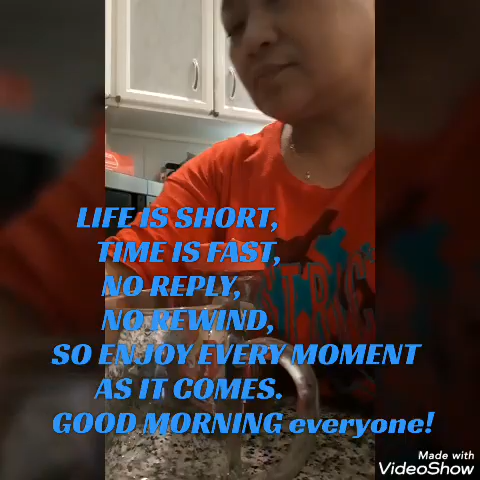 LIFE IS SHORT,
TIME IS FAST,
NO REPLY,
NO REWIND,
SO ENJOY EVERY MOMENT
AS IT COMES.
GOOD MORNING everyone!
Made with
VideoShow